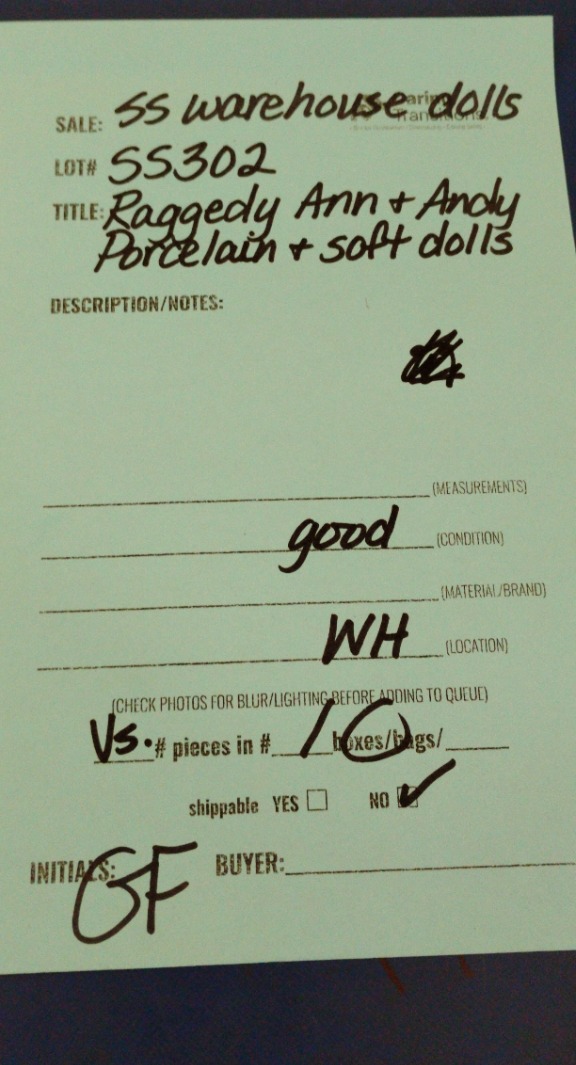 SALE: SS warehouse dolls
LOT# SS302
TITLE: Raggedy Ann + Andy
Porcelain + soft dolls
DESCRIPTION/NOTES:
(MEASUREMENTS)
good (CONDITION)
(MATERIAL/BRAND)
WH (LOCATION)
(CHECK PHOTOS FOR BLUR/LIGHTING BEFORE ADDING TO QUEUE)
Vs. # pieces in # 1 boxes/bags/
shippable YES NO ✓
INITIALS: GF BUYER: